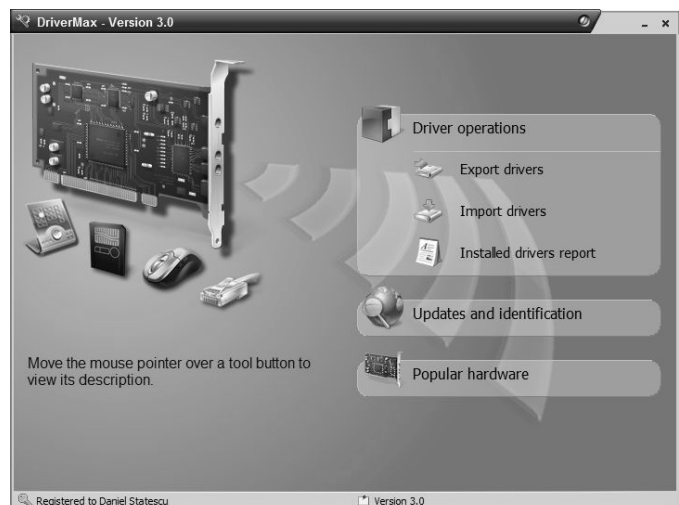 DriverMax - Version 3.0
Driver operations
Export drivers
Import drivers
Installed drivers report
Updates and identification
Move the mouse pointer over a tool button to
view its description.
Popular hardware
Registered to Daniel Statescu
Version 3.0